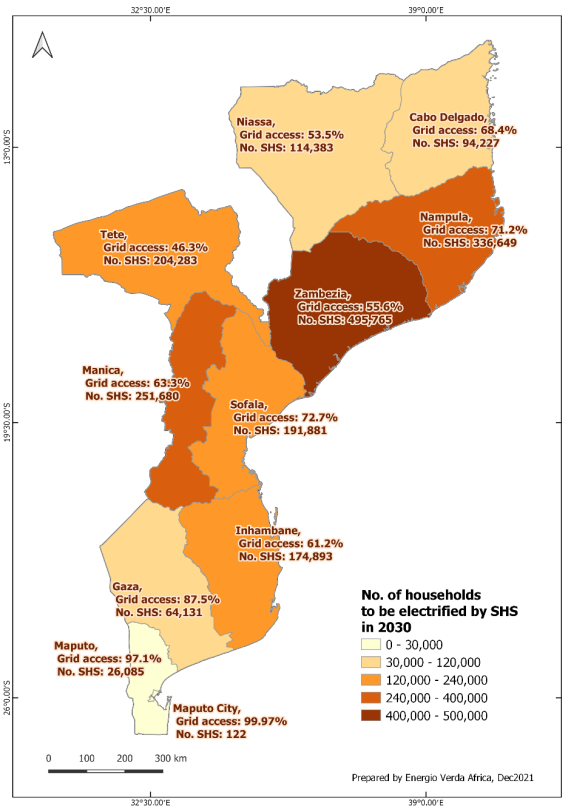 32°30.00'E
39°0.00'E
13°0.00'S
19°30.00'S
26°0.00'S
Niassa,
Grid access: 53.5%
No. SHS: 114,383
Cabo Delgado,
Grid access: 68.4%
No. SHS: 94,227
Nampula,
Grid access: 71.2%
No. SHS: 336,649
Tete,
Grid access: 46.3%
No. SHS: 204,283
Zambezia,
Grid access: 55.6%
No. SHS: 495,765
Manica,
Grid access: 63.3%
No. SHS: 251,680
Sofala,
Grid access: 72.7%
No. SHS: 191,881
Inhambane,
Grid access: 61.2%
No. SHS: 174,893
Gaza,
Grid access: 87.5%
No. SHS: 64,131
Maputo,
Grid access: 97.1%
No. SHS: 26,085
Maputo City,
Grid access: 99.97%
No. SHS: 122
No. of households
to be electrified by SHS
in 2030
0 - 30,000
30,000 - 120,000
120,000 - 240,000
240,000 - 400,000
400,000 - 500,000
0 100 200 300 km
Prepared by Energio Verda Africa, Dec2021
32°30.00'E
39°0.00'E